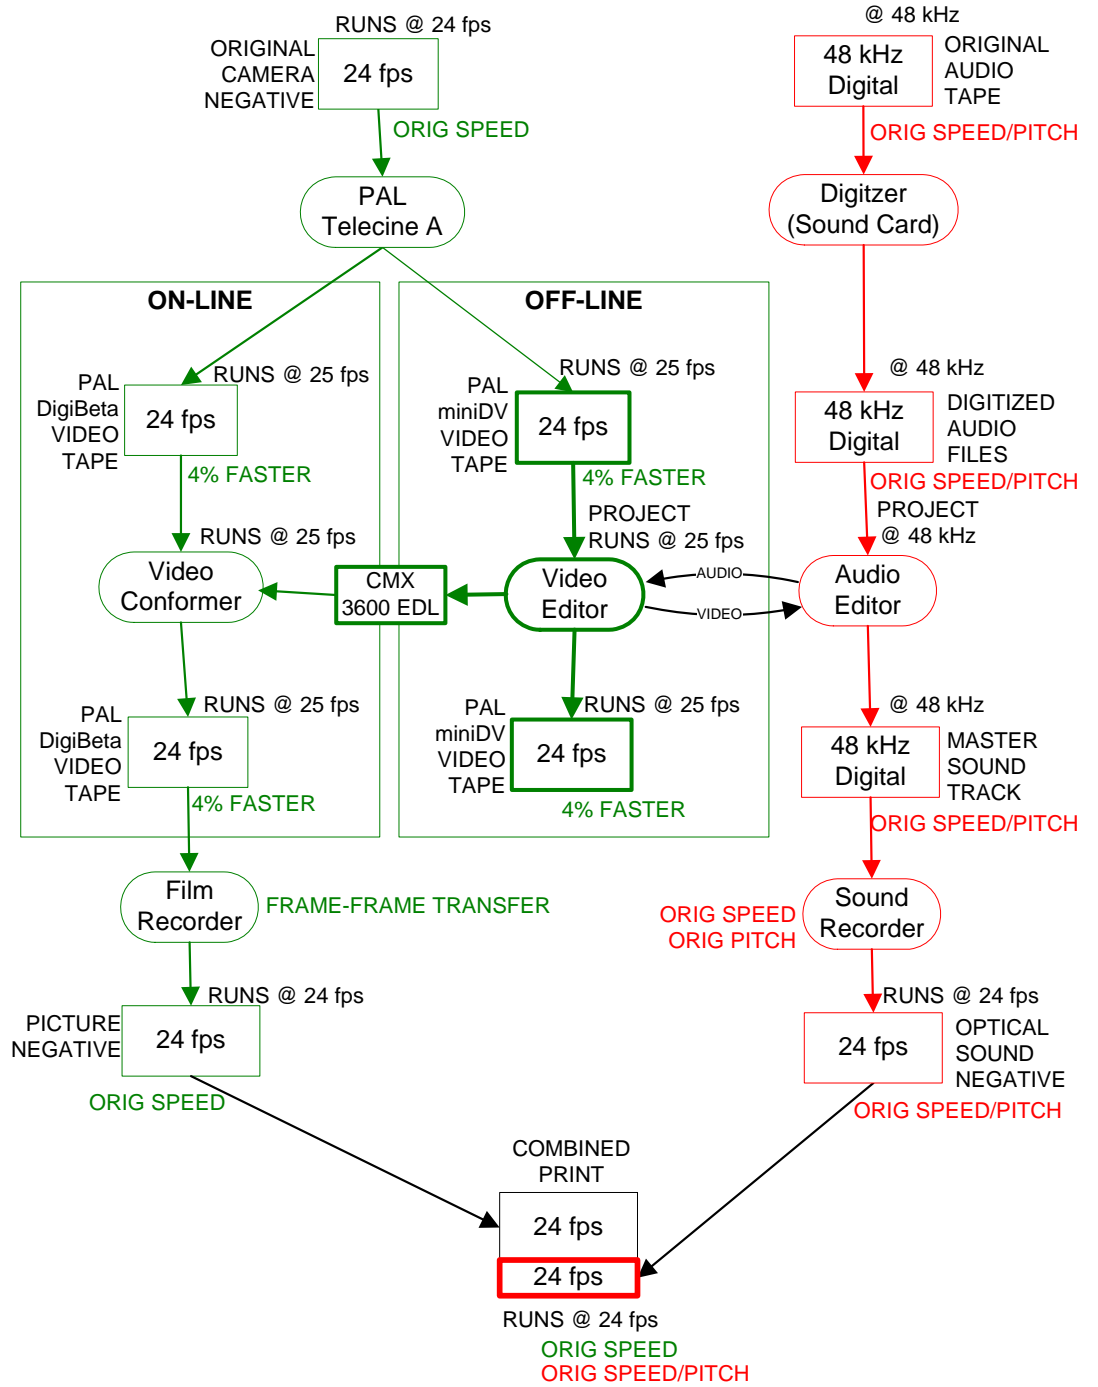 RUNS @ 24 fps
ORIGINAL
CAMERA
NEGATIVE
24 fps
ORIG SPEED
@ 48 kHz
48 kHz
Digital
ORIGINAL
AUDIO
TAPE
ORIG SPEED/PITCH
PAL
Telecine A
Digitzer
(Sound Card)
ON-LINE
RUNS @ 25 fps
PAL
DigiBeta
VIDEO
TAPE
24 fps
4% FASTER
RUNS @ 25 fps
Video
Conformer
CMX
3600 EDL
RUNS @ 25 fps
PAL
DigiBeta
VIDEO
TAPE
24 fps
4% FASTER
OFF-LINE
RUNS @ 25 fps
PAL
miniDV
VIDEO
TAPE
24 fps
4% FASTER
PROJECT
RUNS @ 25 fps
Video
Editor
AUDIO
VIDEO
RUNS @ 25 fps
PAL
miniDV
VIDEO
TAPE
24 fps
4% FASTER
@ 48 kHz
48 kHz
Digital
DIGITIZED
AUDIO
FILES
ORIG SPEED/PITCH
PROJECT
@ 48 kHz
Audio
Editor
@ 48 kHz
48 kHz
Digital
MASTER
SOUND
TRACK
ORIG SPEED/PITCH
Film
Recorder
FRAME-FRAME TRANSFER
ORIG SPEED
ORIG PITCH
Sound
Recorder
RUNS @ 24 fps
PICTURE
NEGATIVE
24 fps
ORIG SPEED
RUNS @ 24 fps
24 fps
OPTICAL
SOUND
NEGATIVE
ORIG SPEED/PITCH
COMBINED
PRINT
24 fps
24 fps
RUNS @ 24 fps
ORIG SPEED
ORIG SPEED/PITCH